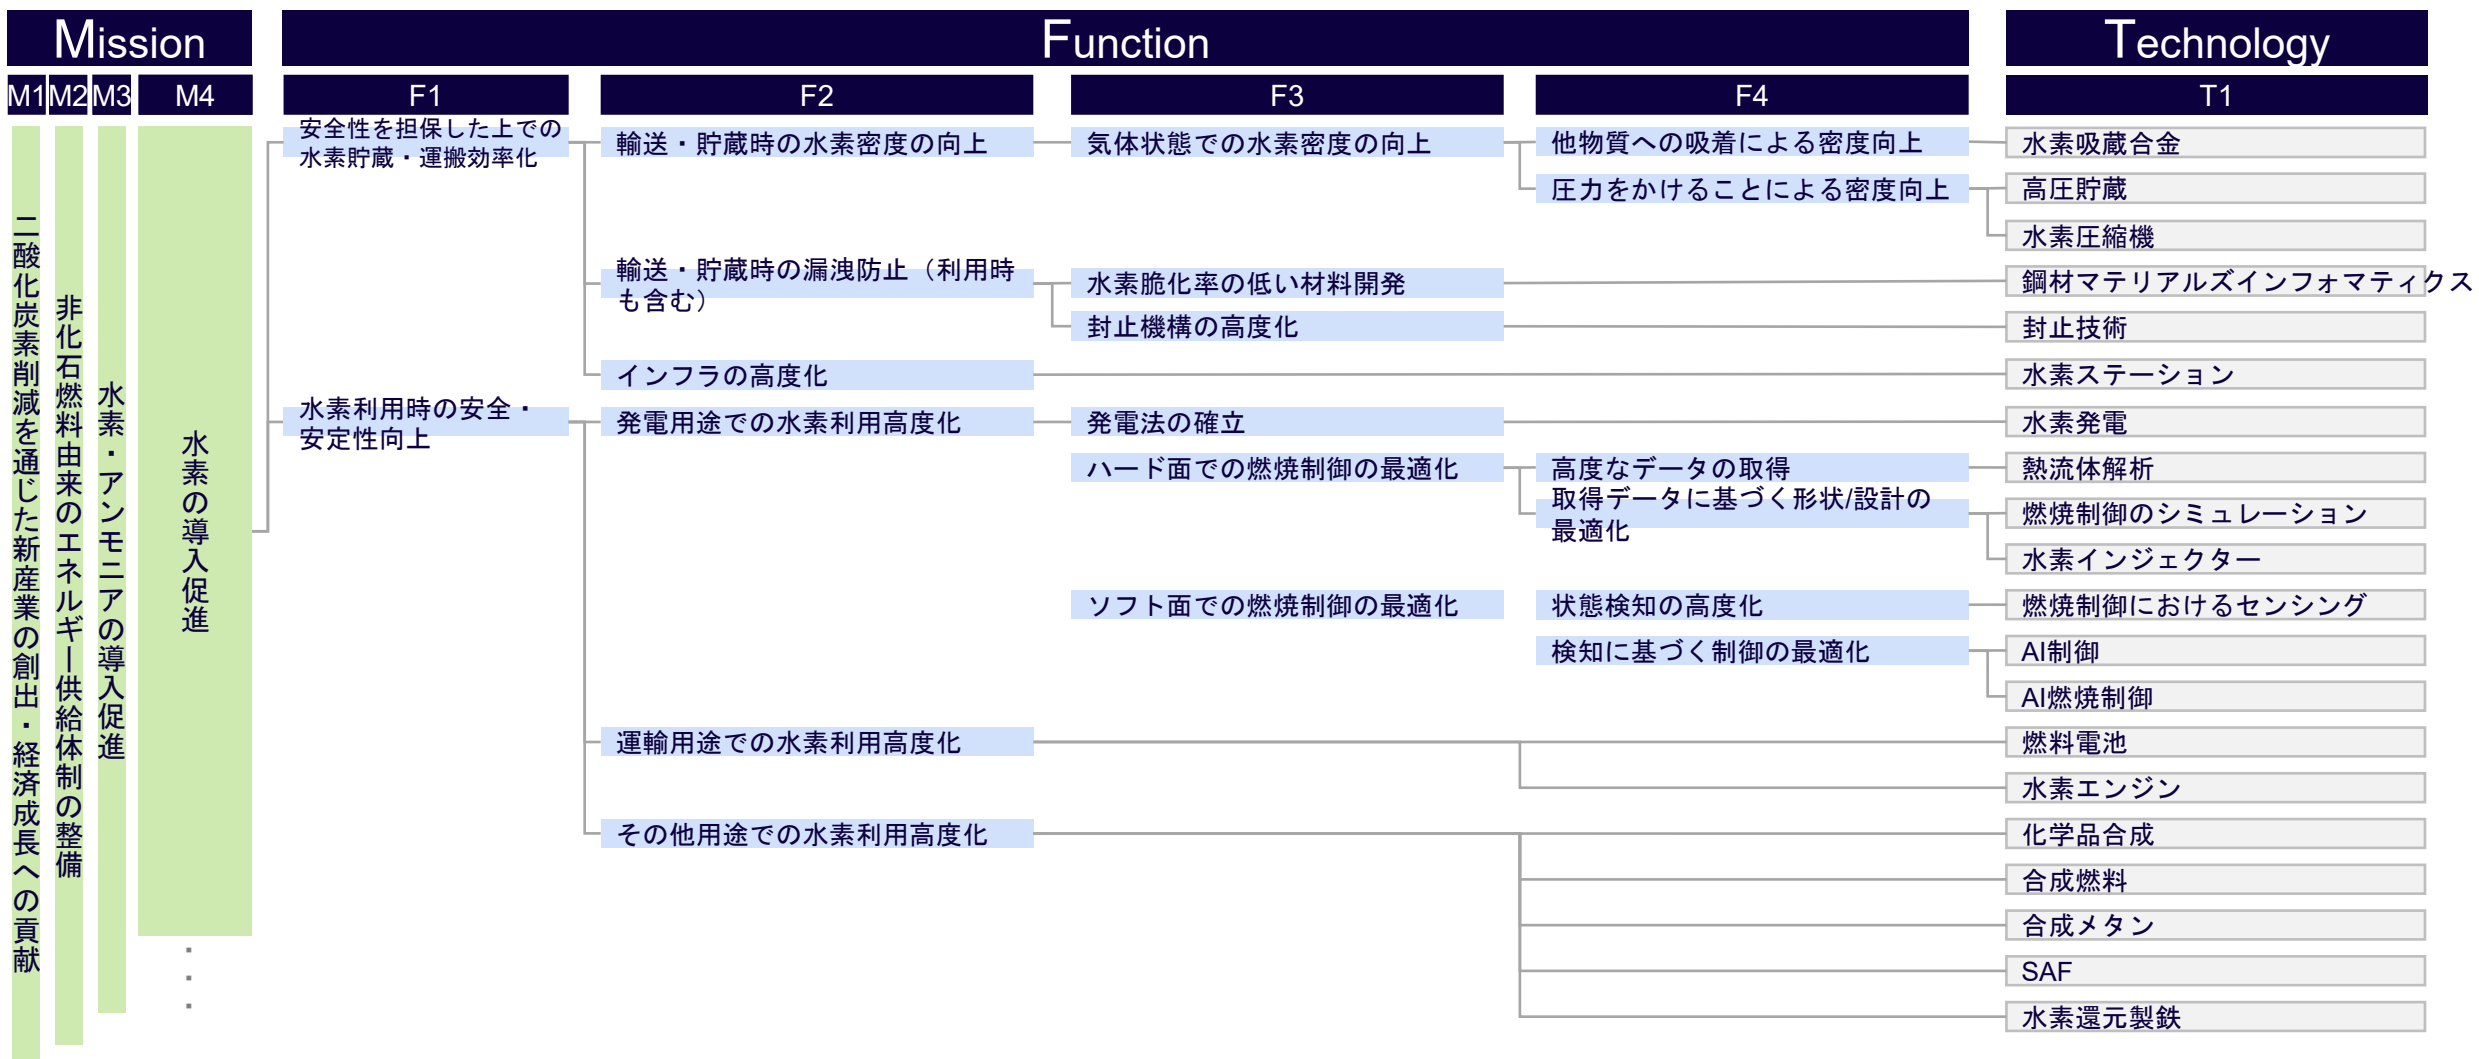 Mission
Function
Technology
M1
M2
M3
M4
F1
F2
F3
F4
T1
二酸化炭素削減を通じた新産業の創出・経済成長への貢献
非化石燃料由来のエネルギー供給体制の整備
水素・アンモニアの導入促進
水素の導入促進
・
・
・
安全性を担保した上での
水素貯蔵・運搬効率化
輸送・貯蔵時の水素密度の向上
気体状態での水素密度の向上
他物質への吸着による密度向上
水素吸蔵合金
圧力をかけることによる密度向上
高圧貯蔵
水素圧縮機
輸送・貯蔵時の漏洩防止（利用時
も含む）
水素脆化率の低い材料開発
鋼材マテリアルズインフォマティクス
封止機構の高度化
封止技術
インフラの高度化
水素ステーション
水素利用時の安全・
安定性向上
発電用途での水素利用高度化
発電法の確立
水素発電
ハード面での燃焼制御の最適化
高度なデータの取得
熱流体解析
取得データに基づく形状/設計の
最適化
燃焼制御のシミュレーション
水素インジェクター
ソフト面での燃焼制御の最適化
状態検知の高度化
燃焼制御におけるセンシング
検知に基づく制御の最適化
AI制御
AI燃焼制御
運輸用途での水素利用高度化
燃料電池
水素エンジン
その他用途での水素利用高度化
化学品合成
合成燃料
合成メタン
SAF
水素還元製鉄